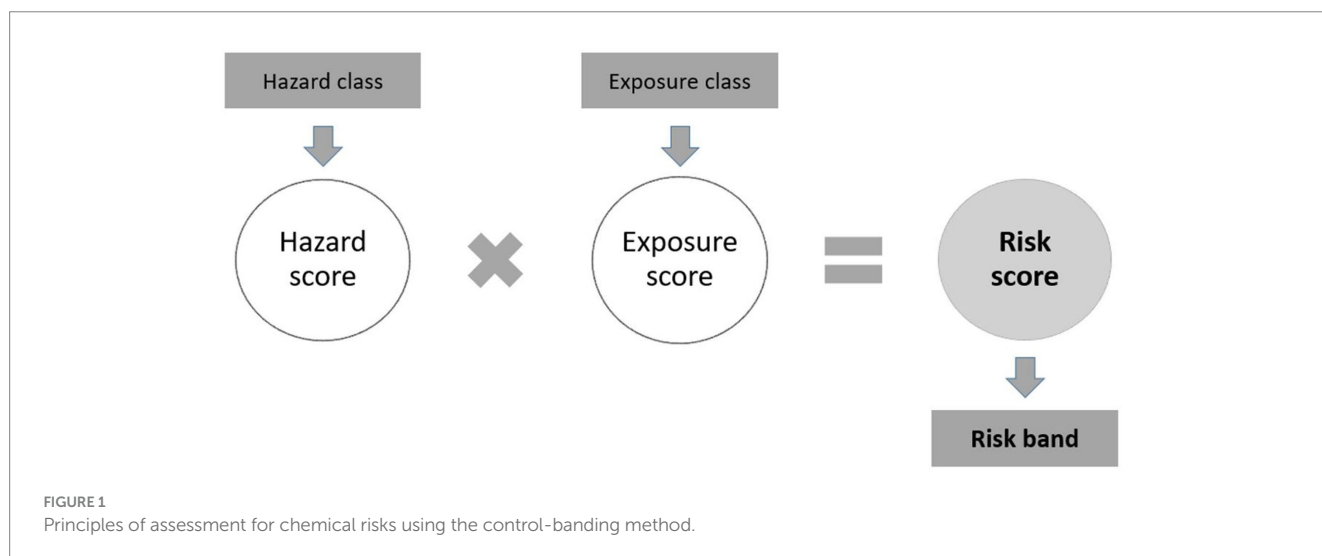 Hazard class
Exposure class
Hazard
score
Exposure
score
Risk
score
Risk band
FIGURE 1
Principles of assessment for chemical risks using the control-banding method.